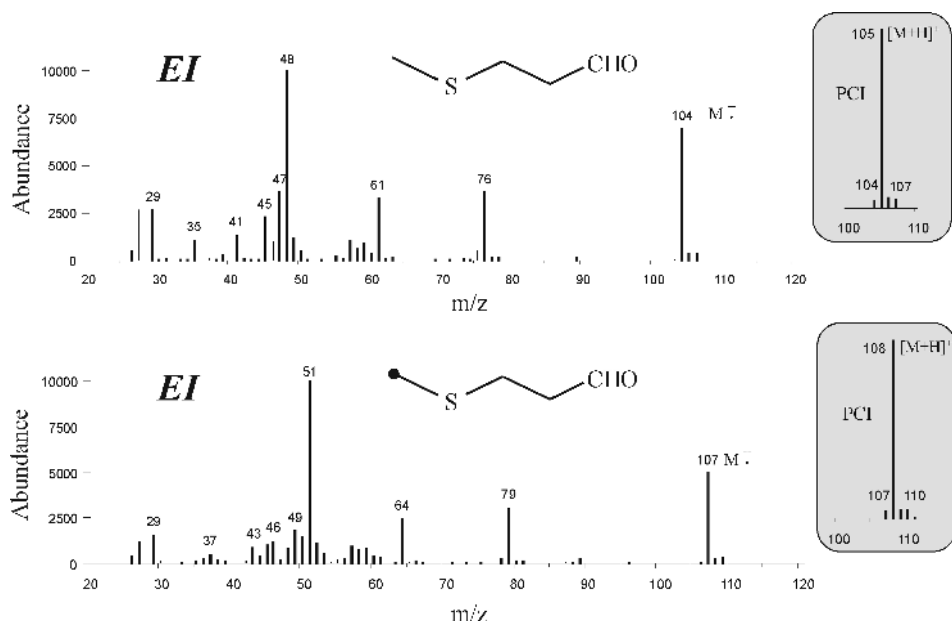 EI
S
CHO
M⁻.
Abundance
10000
7500
5000
2500
0
29
35
41
45
47
48
61
76
104
20 30 40 50 60 70 80 90 100 110 120
m/z
105 [M+H]⁺
PCI
104 107
100 110
EI
S
CHO
M⁻.
Abundance
10000
7500
5000
2500
0
29
37
43
46
49
51
64
79
107
20 30 40 50 60 70 80 90 100 110 120
m/z
108 [M+H]⁺
PCI
107 110
100 110